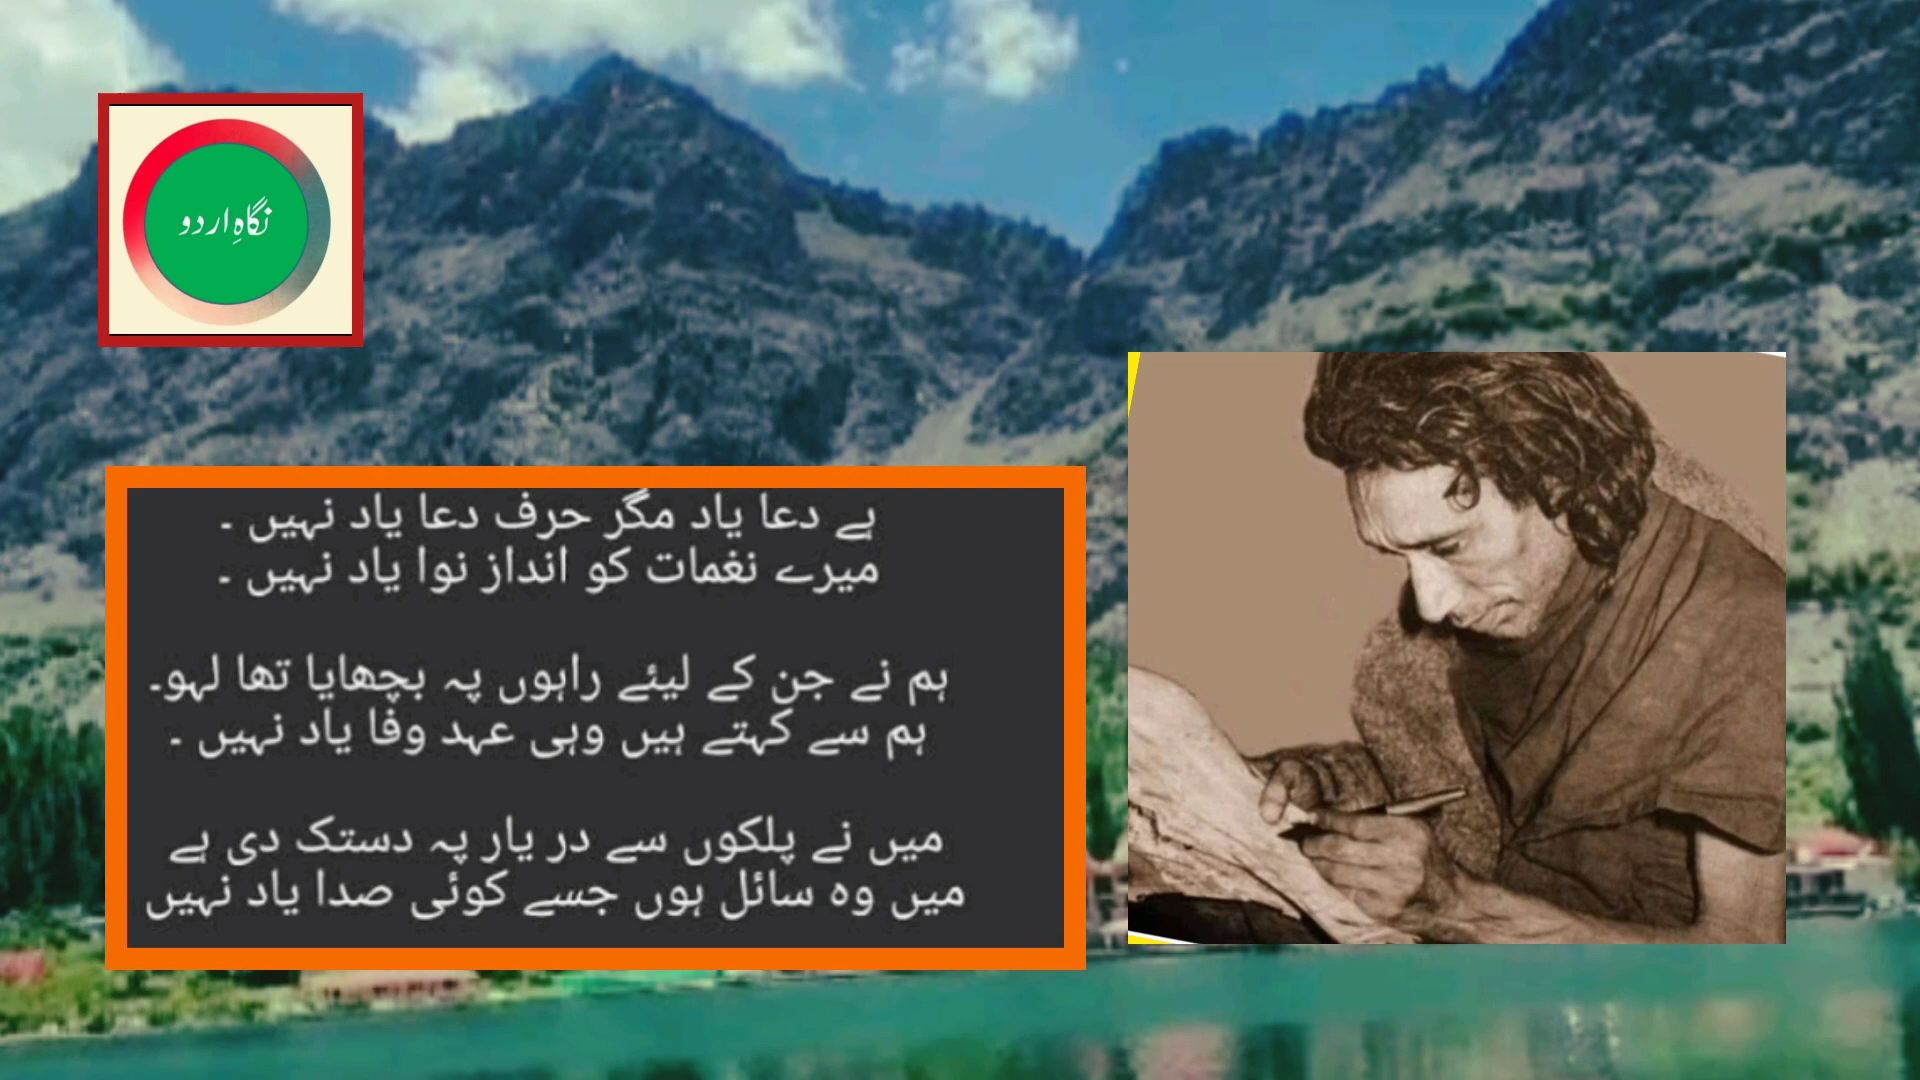 نگاہِ اردو
ہے دعا یاد مگر حرف دعا یاد نہیں ۔
میرے نغمات کو انداز نوا یاد نہیں ۔
ہم نے جن کے لیئے راہوں پہ بچھایا تھا لہو۔
ہم سے کہتے ہیں وہی عہد وفا یاد نہیں ۔
میں نے پلکوں سے در یار پہ دستک دی ہے
میں وہ سائل ہوں جسے کوئی صدا یاد نہیں